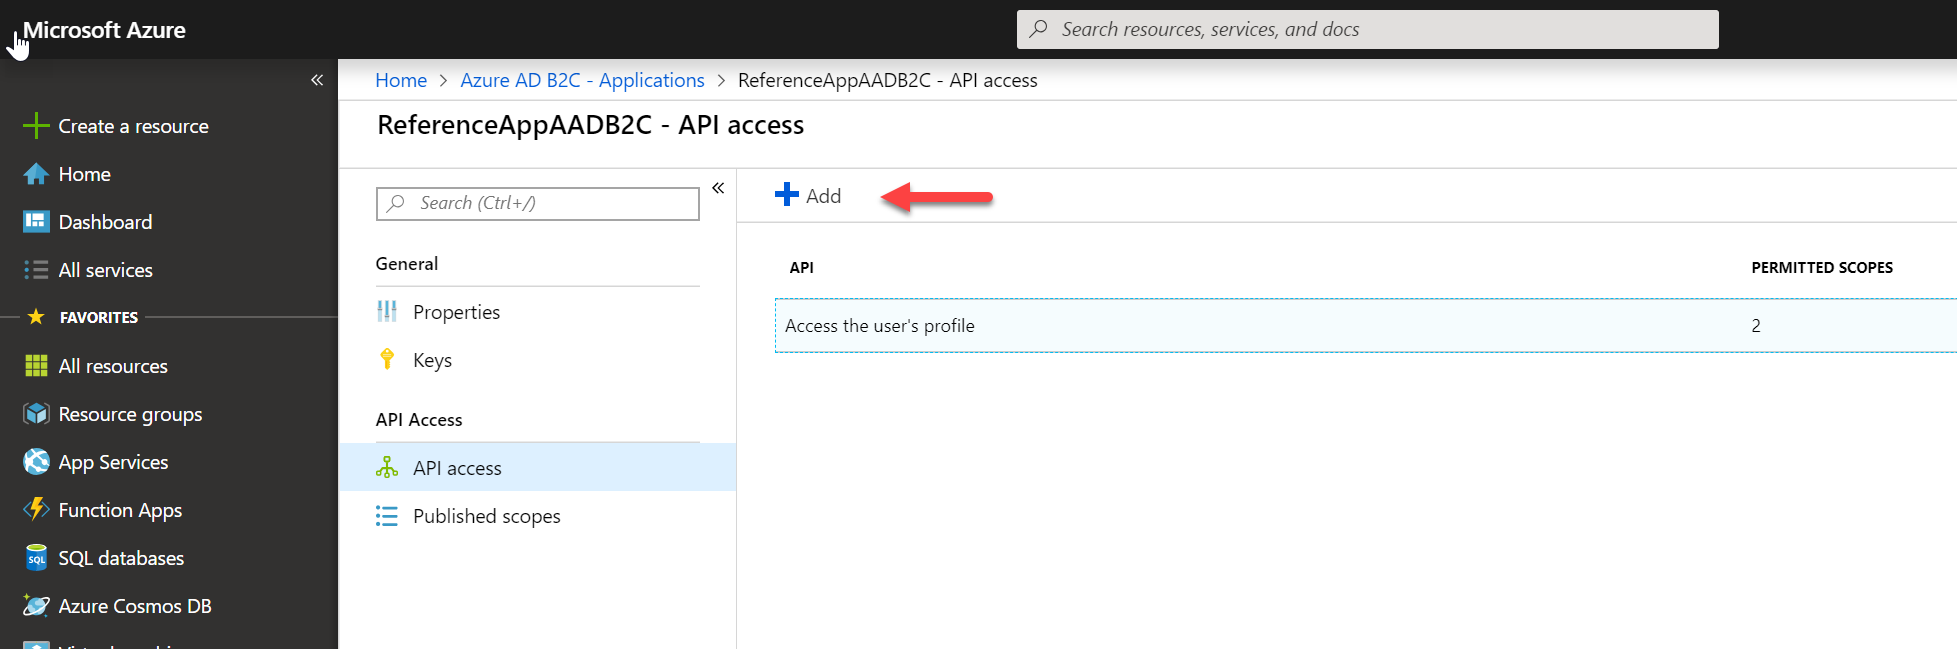 Microsoft Azure
Search resources, services, and docs
Home > Azure AD B2C - Applications > ReferenceAppAADB2C - API access
ReferenceAppAADB2C - API access
Create a resource
Home
Dashboard
All services
FAVORITES
All resources
Resource groups
App Services
Function Apps
SQL databases
Azure Cosmos DB
Search (Ctrl+/)
General
Properties
Keys
API Access
API access
Published scopes
Add
API PERMITTED SCOPES
Access the user's profile 2